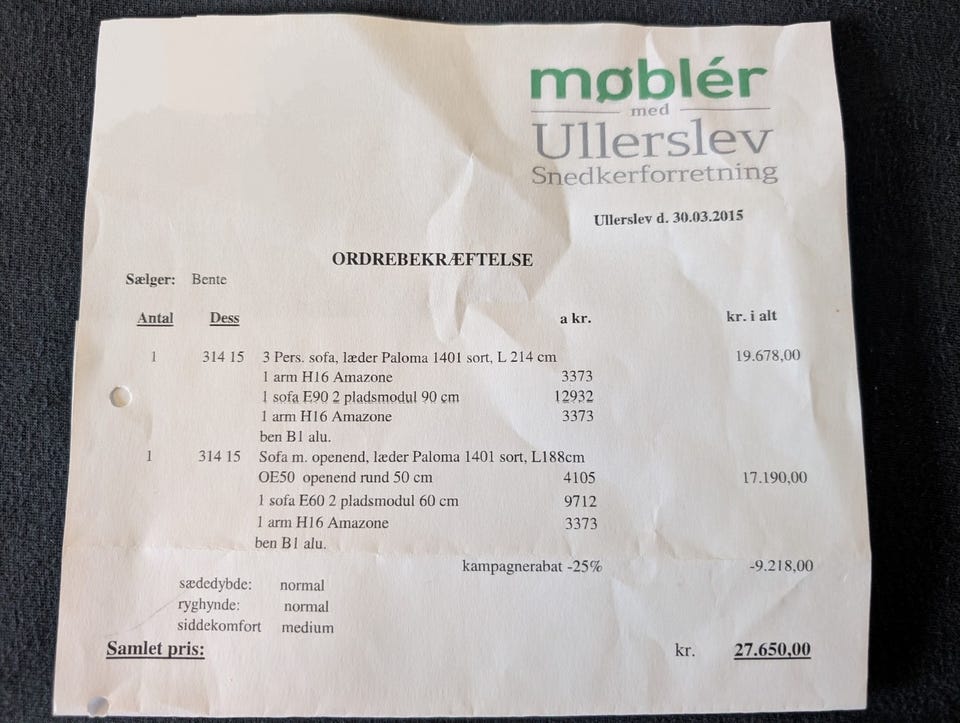 møblér
med
Ullerslev
Snedkerforretning
Ullerslev d. 30.03.2015
ORDREBEKRÆFTELSE
Sælger: Bente
Antal Dess a kr. kr. i alt
1 314 15 3 Pers. sofa, læder Paloma 1401 sort, L 214 cm 19.678,00
1 arm H16 Amazone 3373
1 sofa E90 2 pladsmodul 90 cm 12932
1 arm H16 Amazone 3373
ben B1 alu.
1 314 15 Sofa m. openend, læder Paloma 1401 sort, L188cm
OE50 openend rund 50 cm 4105 17.190,00
1 sofa E60 2 pladsmodul 60 cm 9712
1 arm H16 Amazone 3373
ben B1 alu.
kampagnerabat -25% -9.218,00
sædedybde: normal
ryghynde: normal
siddekomfort medium
Samlet pris: kr. 27.650,00